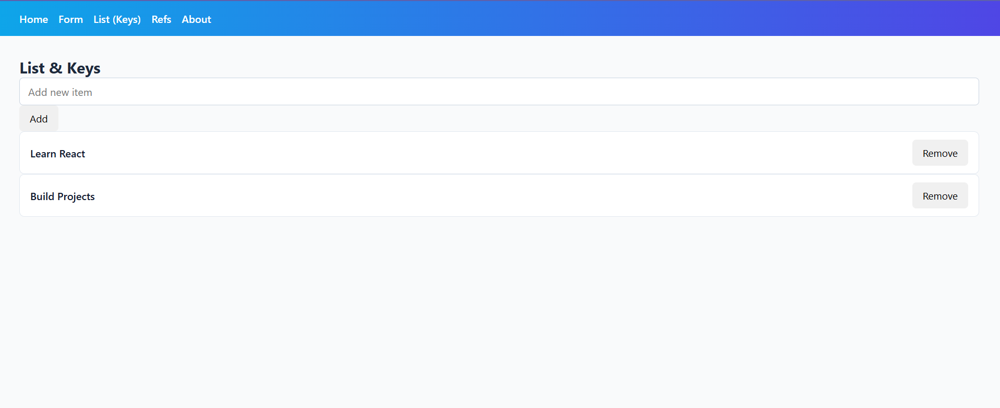 Home Form List (Keys) Refs About
List & Keys
Add new item
Add
Learn React Remove
Build Projects Remove